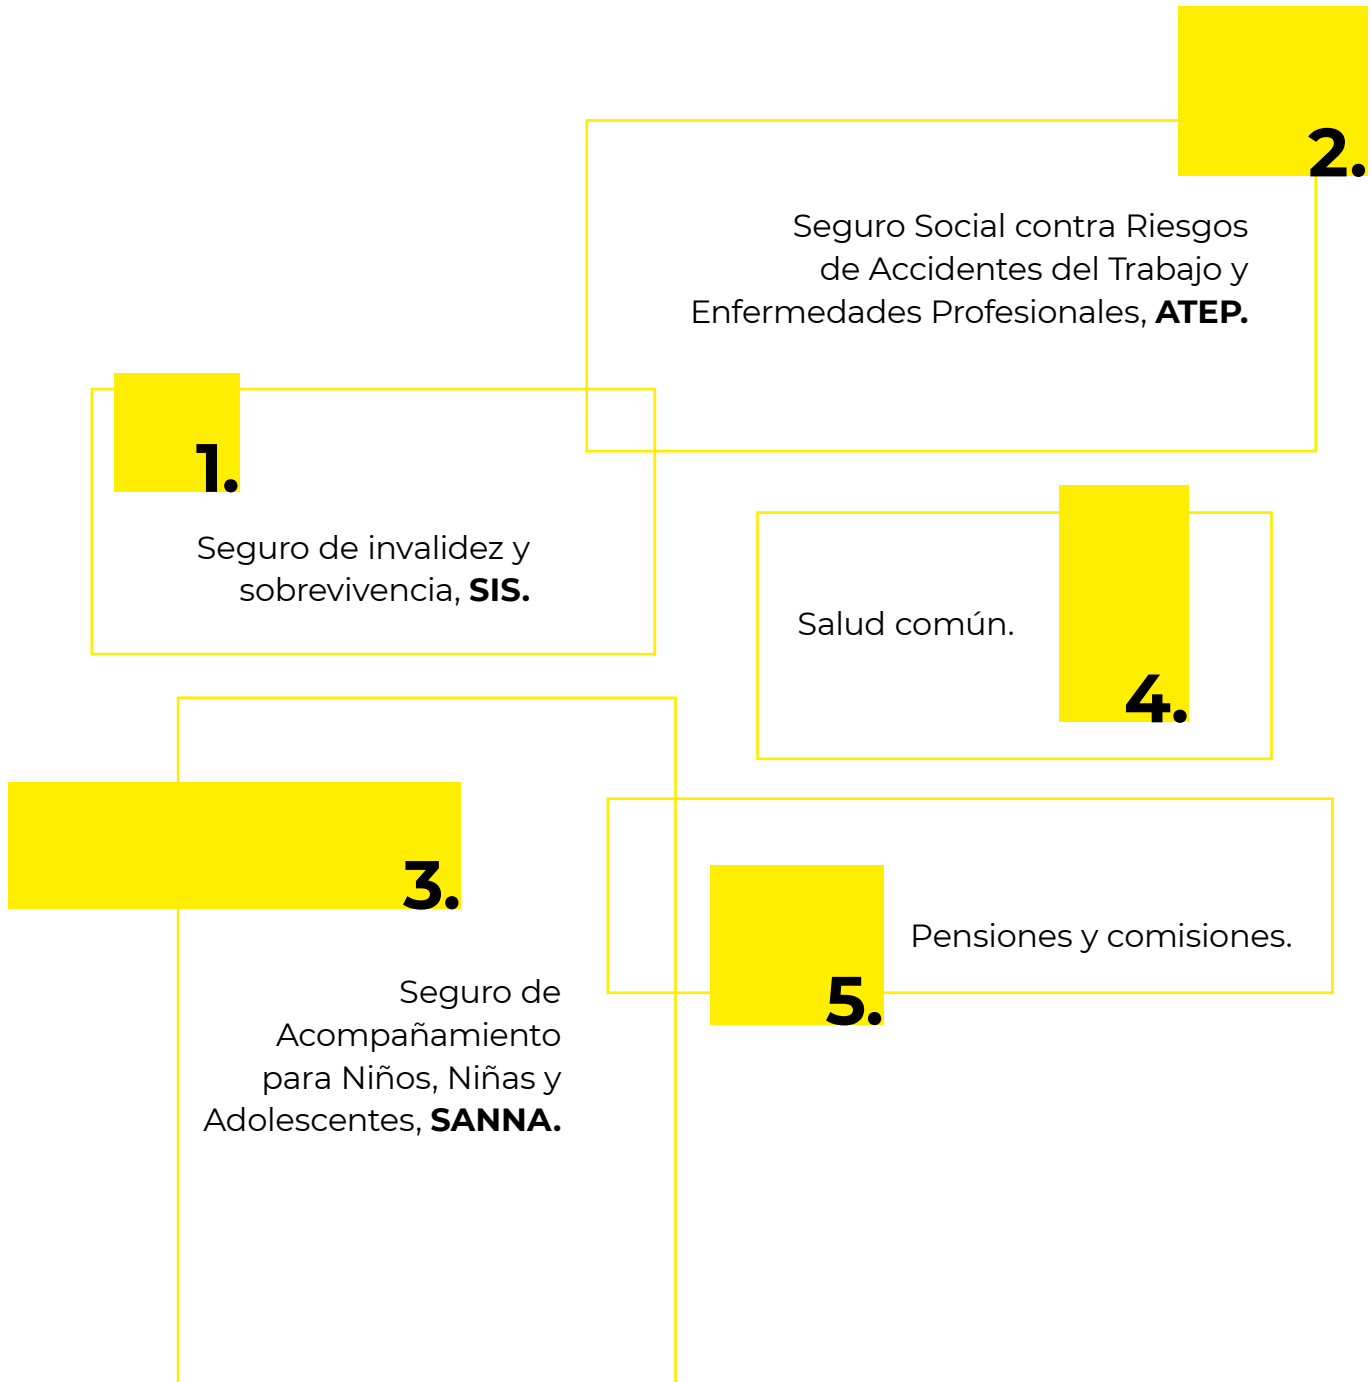 1.
Seguro de invalidez y
sobrevivencia, SIS.
2.
Seguro Social contra Riesgos
de Accidentes del Trabajo y
Enfermedades Profesionales, ATEP.
3.
Seguro de
Acompañamiento
para Niños, Niñas y
Adolescentes, SANNA.
4.
Salud común.
5.
Pensiones y comisiones.